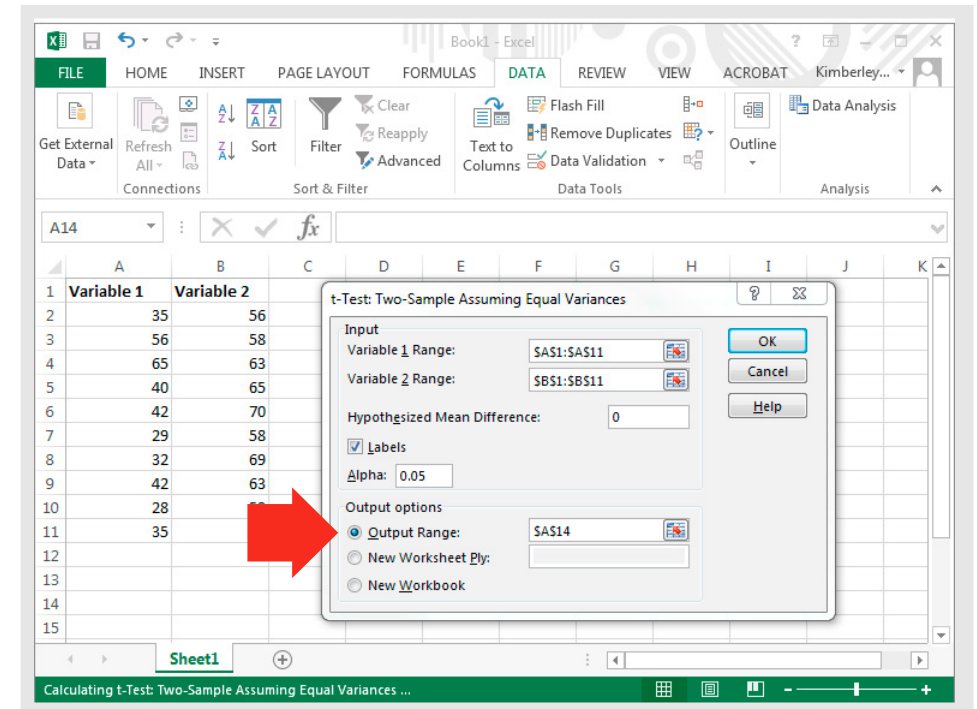 Book1 - Excel
FILE HOME INSERT PAGE LAYOUT FORMULAS DATA REVIEW VIEW ACROBAT Kimberley...
Get External Data
Refresh All
Connections
Sort
Filter
Clear
Reapply
Advanced
Sort & Filter
Text to Columns
Flash Fill
Remove Duplicates
Data Validation
Data Tools
Outline
Data Analysis
Analysis
A14 fx
A B C D E F G H I J K
1 Variable 1 Variable 2
2 35 56
3 56 58
4 65 63
5 40 65
6 42 70
7 29 58
8 32 69
9 42 63
10 28
11 35
12
13
14
15
t-Test: Two-Sample Assuming Equal Variances
Input
Variable 1 Range: $A$1:$A$11
Variable 2 Range: $B$1:$B$11
Hypothesized Mean Difference: 0
Labels
Alpha: 0.05
Output options
Output Range: $A$14
New Worksheet Ply:
New Workbook
OK
Cancel
Help
Sheet1
Calculating t-Test: Two-Sample Assuming Equal Variances ...